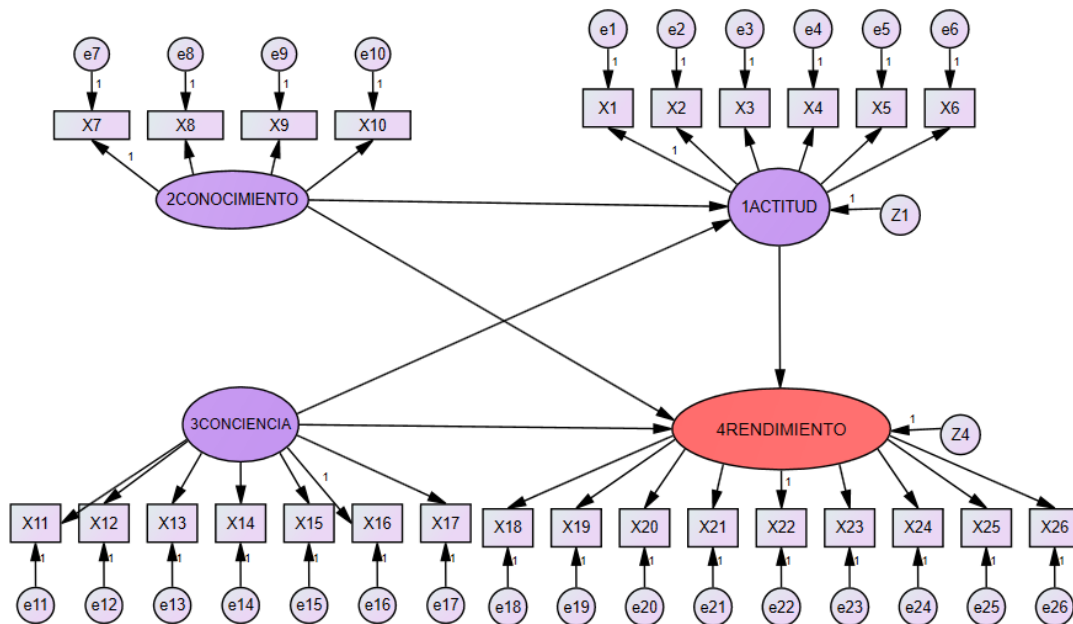 e1 e2 e3 e4 e5 e6
e7 e8 e9 e10
1 1 1 1 1 1
1 1 1 1
X1 X2 X3 X4 X5 X6
X7 X8 X9 X10
1 1
2CONOCIMIENTO 1ACTITUD 1 Z1
3CONCIENCIA 4RENDIMIENTO 1 Z4
1 1
X11 X12 X13 X14 X15 X16 X17 X18 X19 X20 X21 X22 X23 X24 X25 X26
1 1 1 1 1 1 1 1 1 1 1 1 1 1 1 1
e11 e12 e13 e14 e15 e16 e17 e18 e19 e20 e21 e22 e23 e24 e25 e26